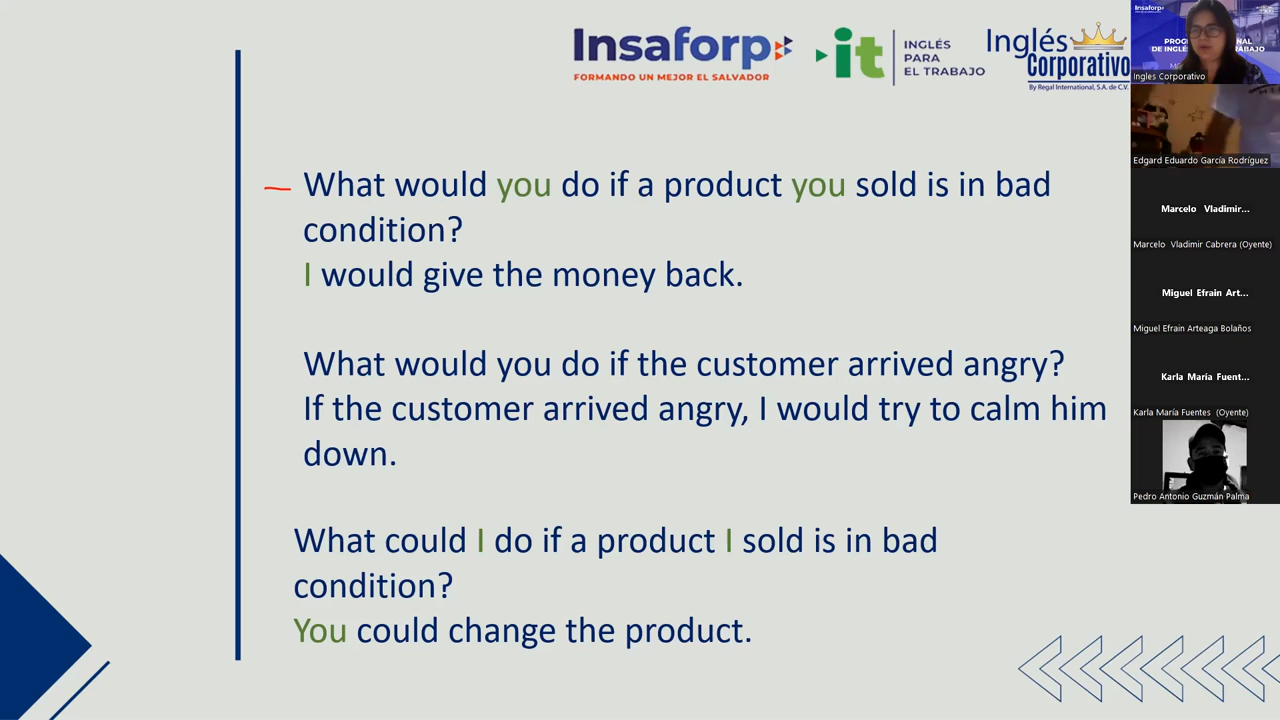 Insaforp
FORMANDO UN MEJOR EL SALVADOR
it
INGLÉS
PARA
EL TRABAJO
Inglés
Corporativo
By Regal International, S.A. de C.V.
What would you do if a product you sold is in bad
condition?
I would give the money back.
What would you do if the customer arrived angry?
If the customer arrived angry, I would try to calm him
down.
What could I do if a product I sold is in bad
condition?
You could change the product.
Insaforp
Ingles Corporativo
Edgard Eduardo García Rodríguez
Marcelo Vladimir...
Marcelo Vladimir Cabrera (Oyente)
Miguel Efrain Art...
Miguel Efrain Arteaga Bolaños
Karla María Fuent...
Karla María Fuentes (Oyente)
Pedro Antonio Guzmán Palma